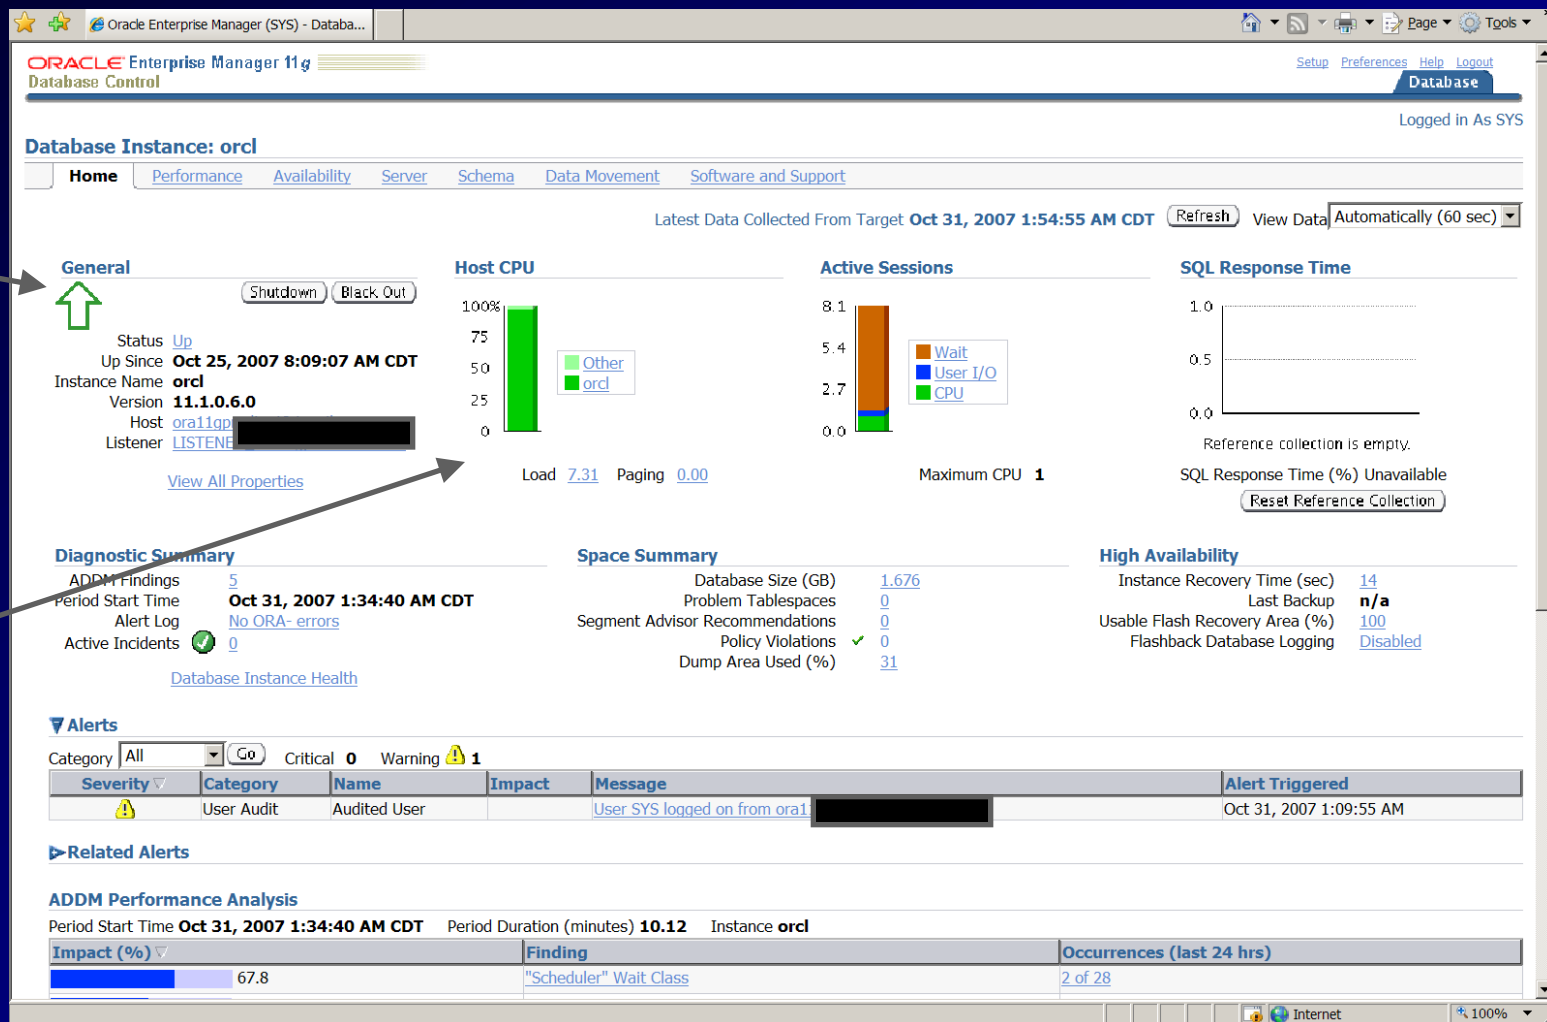 Oracle Enterprise Manager (SYS) - Databa...
Page Tools
ORACLE Enterprise Manager 11g
Database Control
Setup Preferences Help Logout
Database
Logged in As SYS
Database Instance: orcl
Home Performance Availability Server Schema Data Movement Software and Support
Latest Data Collected From Target Oct 31, 2007 1:54:55 AM CDT Refresh View Data Automatically (60 sec)
General
Shutdown Black Out
Status Up
Up Since Oct 25, 2007 8:09:07 AM CDT
Instance Name orcl
Version 11.1.0.6.0
Host ora11gp
Listener LISTENE
View All Properties
Host CPU
100%
75
50
25
0
Other
orcl
Load 7.31 Paging 0.00
Active Sessions
8.1
5.4
2.7
0.0
Wait
User I/O
CPU
Maximum CPU 1
SQL Response Time
1.0
0.5
0.0
Reference collection is empty.
SQL Response Time (%) Unavailable
Reset Reference Collection
Diagnostic Summary
ADDM Findings 5
Period Start Time Oct 31, 2007 1:34:40 AM CDT
Alert Log No ORA- errors
Active Incidents 0
Database Instance Health
Space Summary
Database Size (GB) 1.676
Problem Tablespaces 0
Segment Advisor Recommendations 0
Policy Violations 0
Dump Area Used (%) 31
High Availability
Instance Recovery Time (sec) 14
Last Backup n/a
Usable Flash Recovery Area (%) 100
Flashback Database Logging Disabled
Alerts
Category All Go Critical 0 Warning 1
Severity Category Name Impact Message Alert Triggered
User Audit Audited User User SYS logged on from ora1 Oct 31, 2007 1:09:55 AM
Related Alerts
ADDM Performance Analysis
Period Start Time Oct 31, 2007 1:34:40 AM CDT Period Duration (minutes) 10.12 Instance orcl
Impact (%) Finding Occurrences (last 24 hrs)
67.8 "Scheduler" Wait Class 2 of 28
Internet 100%